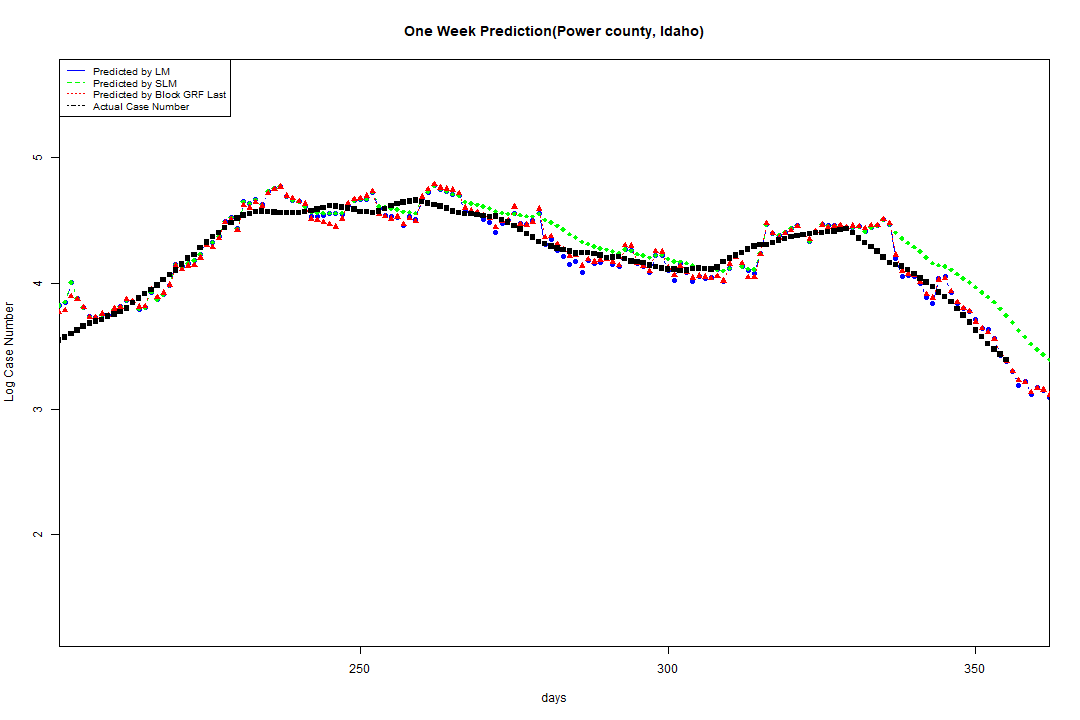 One Week Prediction(Power county, Idaho)
Predicted by LM
Predicted by SLM
Predicted by Block GRF Last
Actual Case Number
5
4
3
2
Log Case Number
250 300 350
days